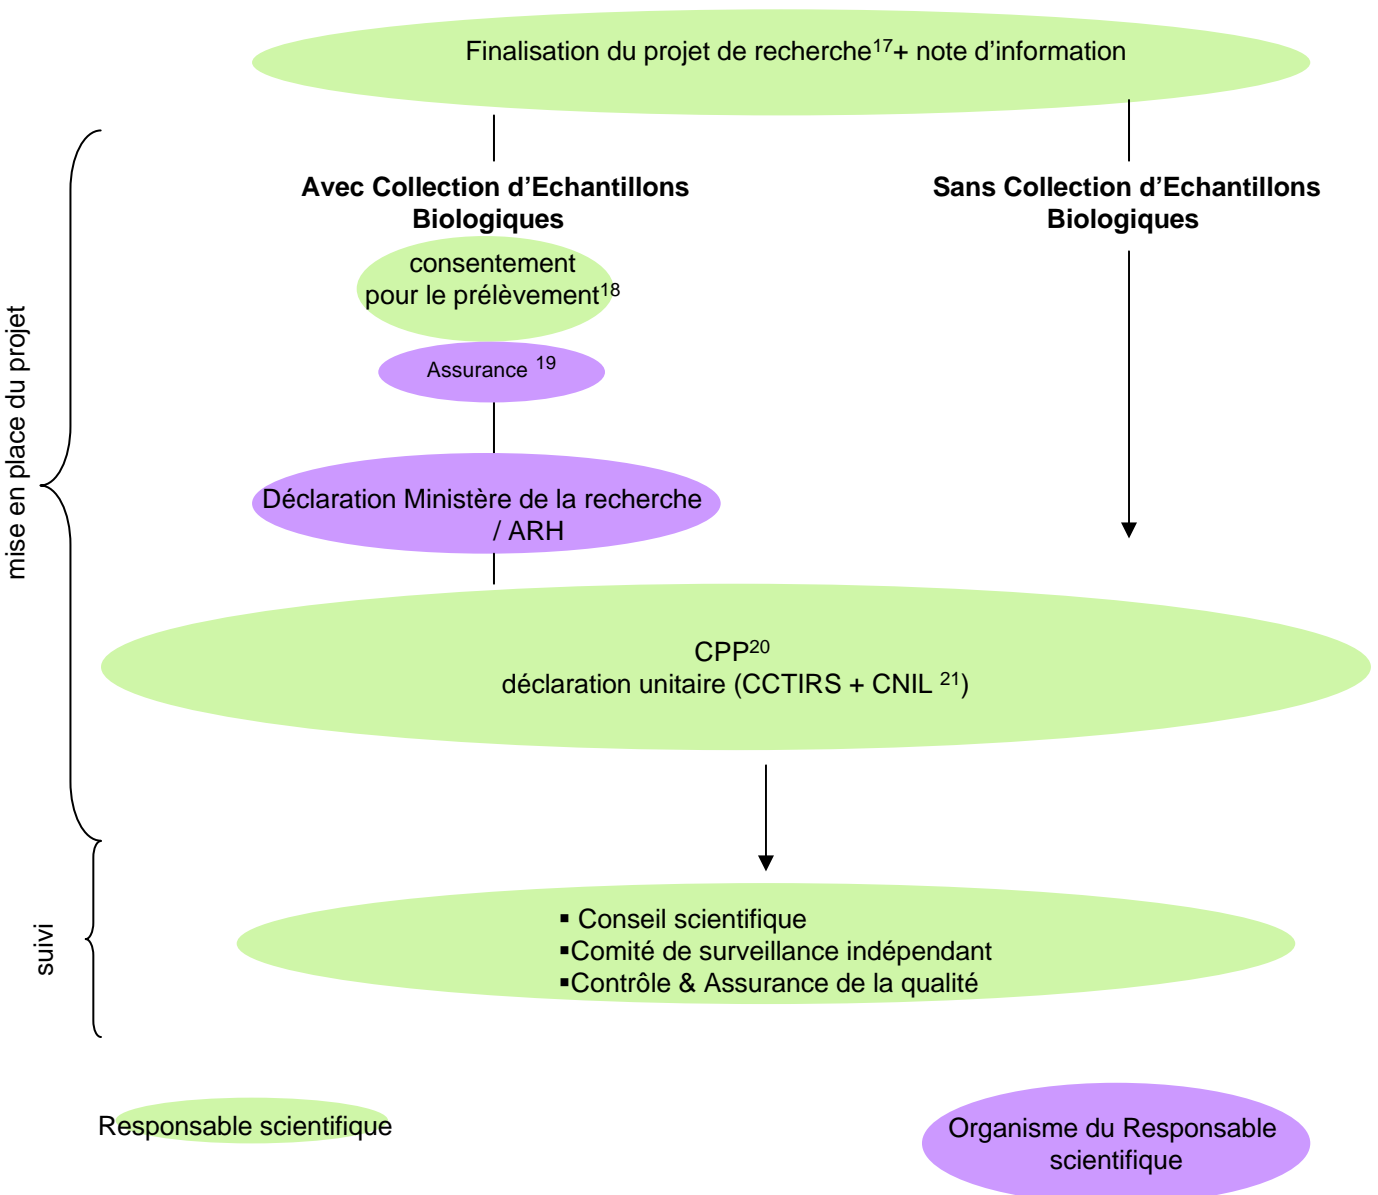 Finalisation du projet de recherche17+ note d’information
Avec Collection d’Echantillons
Biologiques
Sans Collection d’Echantillons
Biologiques
consentement
pour le prélèvement18
Assurance 19
mise en place du projet
Déclaration Ministère de la recherche
/ ARH
CPP20
déclaration unitaire (CCTIRS + CNIL 21)
suivi
▪ Conseil scientifique
▪Comité de surveillance indépendant
▪Contrôle & Assurance de la qualité
Responsable scientifique
Organisme du Responsable
scientifique